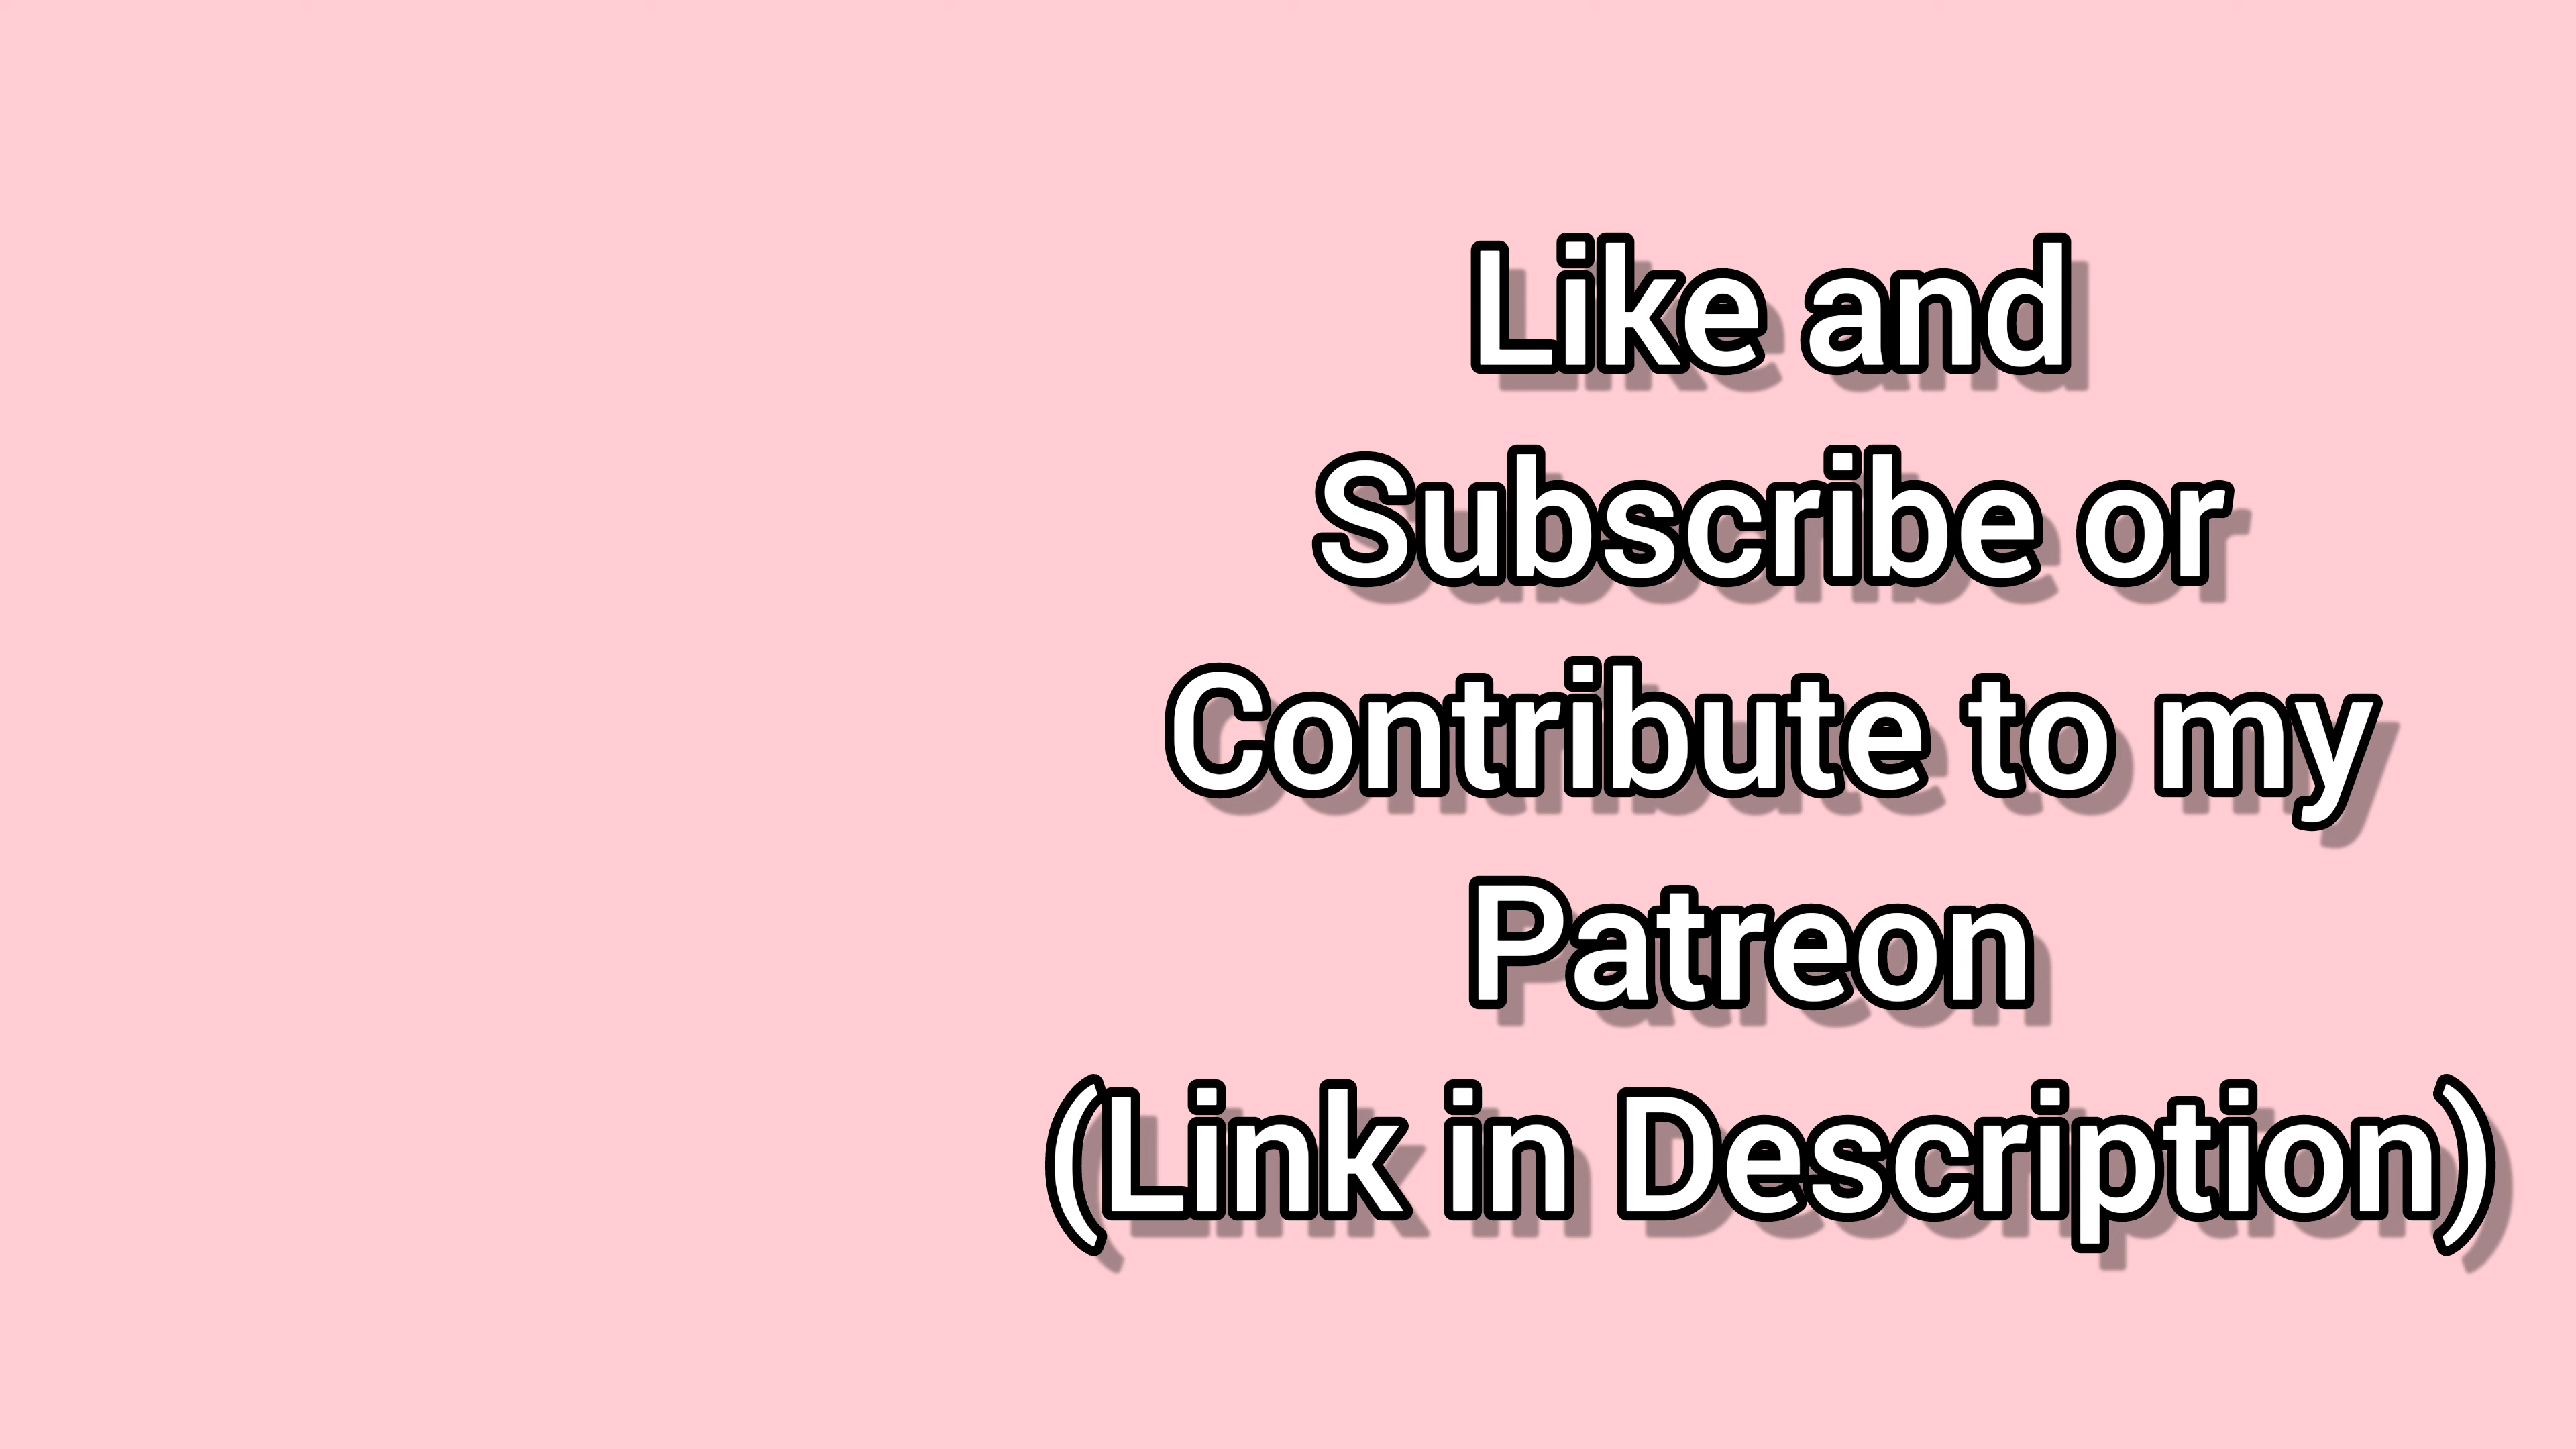 Like and
Subscribe or
Contribute to my
Patreon
(Link in Description)